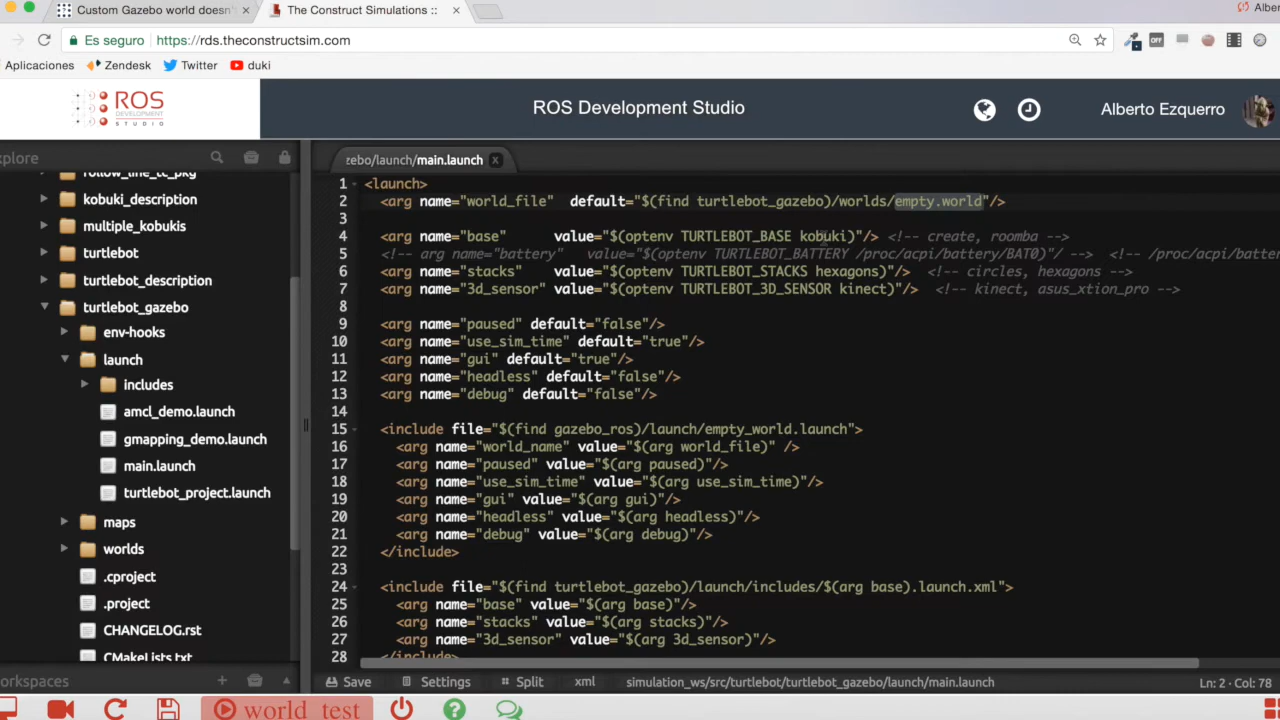 Custom Gazebo world doesn'
The Construct Simulations ::
Alber
Es seguro
https://rds.theconstructsim.com
OFF
Aplicaciones
Zendesk
Twitter
duki
ROS
DEVELOPMENT
STUDIO
ROS Development Studio
Alberto Ezquerro
xplore
follow_line_tc_pkg
kobuki_description
multiple_kobukis
turtlebot
turtlebot_description
turtlebot_gazebo
env-hooks
launch
includes
amcl_demo.launch
gmapping_demo.launch
main.launch
turtlebot_project.launch
maps
worlds
.cproject
.project
CHANGELOG.rst
CMakeLists.txt
orkspaces
zebo/launch/main.launch
1 <launch>
2 <arg name="world_file"  default="$(find turtlebot_gazebo)/worlds/empty.world"/>
3
4 <arg name="base"      value="$(optenv TURTLEBOT_BASE kobuki)"/> <!-- create, roomba -->
5 <!-- arg name="battery"    value="$(optenv TURTLEBOT_BATTERY /proc/acpi/battery/BAT0)" --> <!-- /proc/acpi/batter
6 <arg name="stacks"    value="$(optenv TURTLEBOT_STACKS hexagons)"/>  <!-- circles, hexagons -->
7 <arg name="3d_sensor" value="$(optenv TURTLEBOT_3D_SENSOR kinect)"/>  <!-- kinect, asus_xtion_pro -->
8
9 <arg name="paused" default="false"/>
10 <arg name="use_sim_time" default="true"/>
11 <arg name="gui" default="true"/>
12 <arg name="headless" default="false"/>
13 <arg name="debug" default="false"/>
14
15 <include file="$(find gazebo_ros)/launch/empty_world.launch">
16 <arg name="world_name" value="$(arg world_file)" />
17 <arg name="paused" value="$(arg paused)"/>
18 <arg name="use_sim_time" value="$(arg use_sim_time)"/>
19 <arg name="gui" value="$(arg gui)"/>
20 <arg name="headless" value="$(arg headless)"/>
21 <arg name="debug" value="$(arg debug)"/>
22 </include>
23
24 <include file="$(find turtlebot_gazebo)/launch/includes/$(arg base).launch.xml">
25 <arg name="base" value="$(arg base)"/>
26 <arg name="stacks" value="$(arg stacks)"/>
27 <arg name="3d_sensor" value="$(arg 3d_sensor)"/>
28 </include>
Save
Settings
Split
xml
simulation_ws/src/turtlebot/turtlebot_gazebo/launch/main.launch
Ln: 2 · Col: 78
world_test